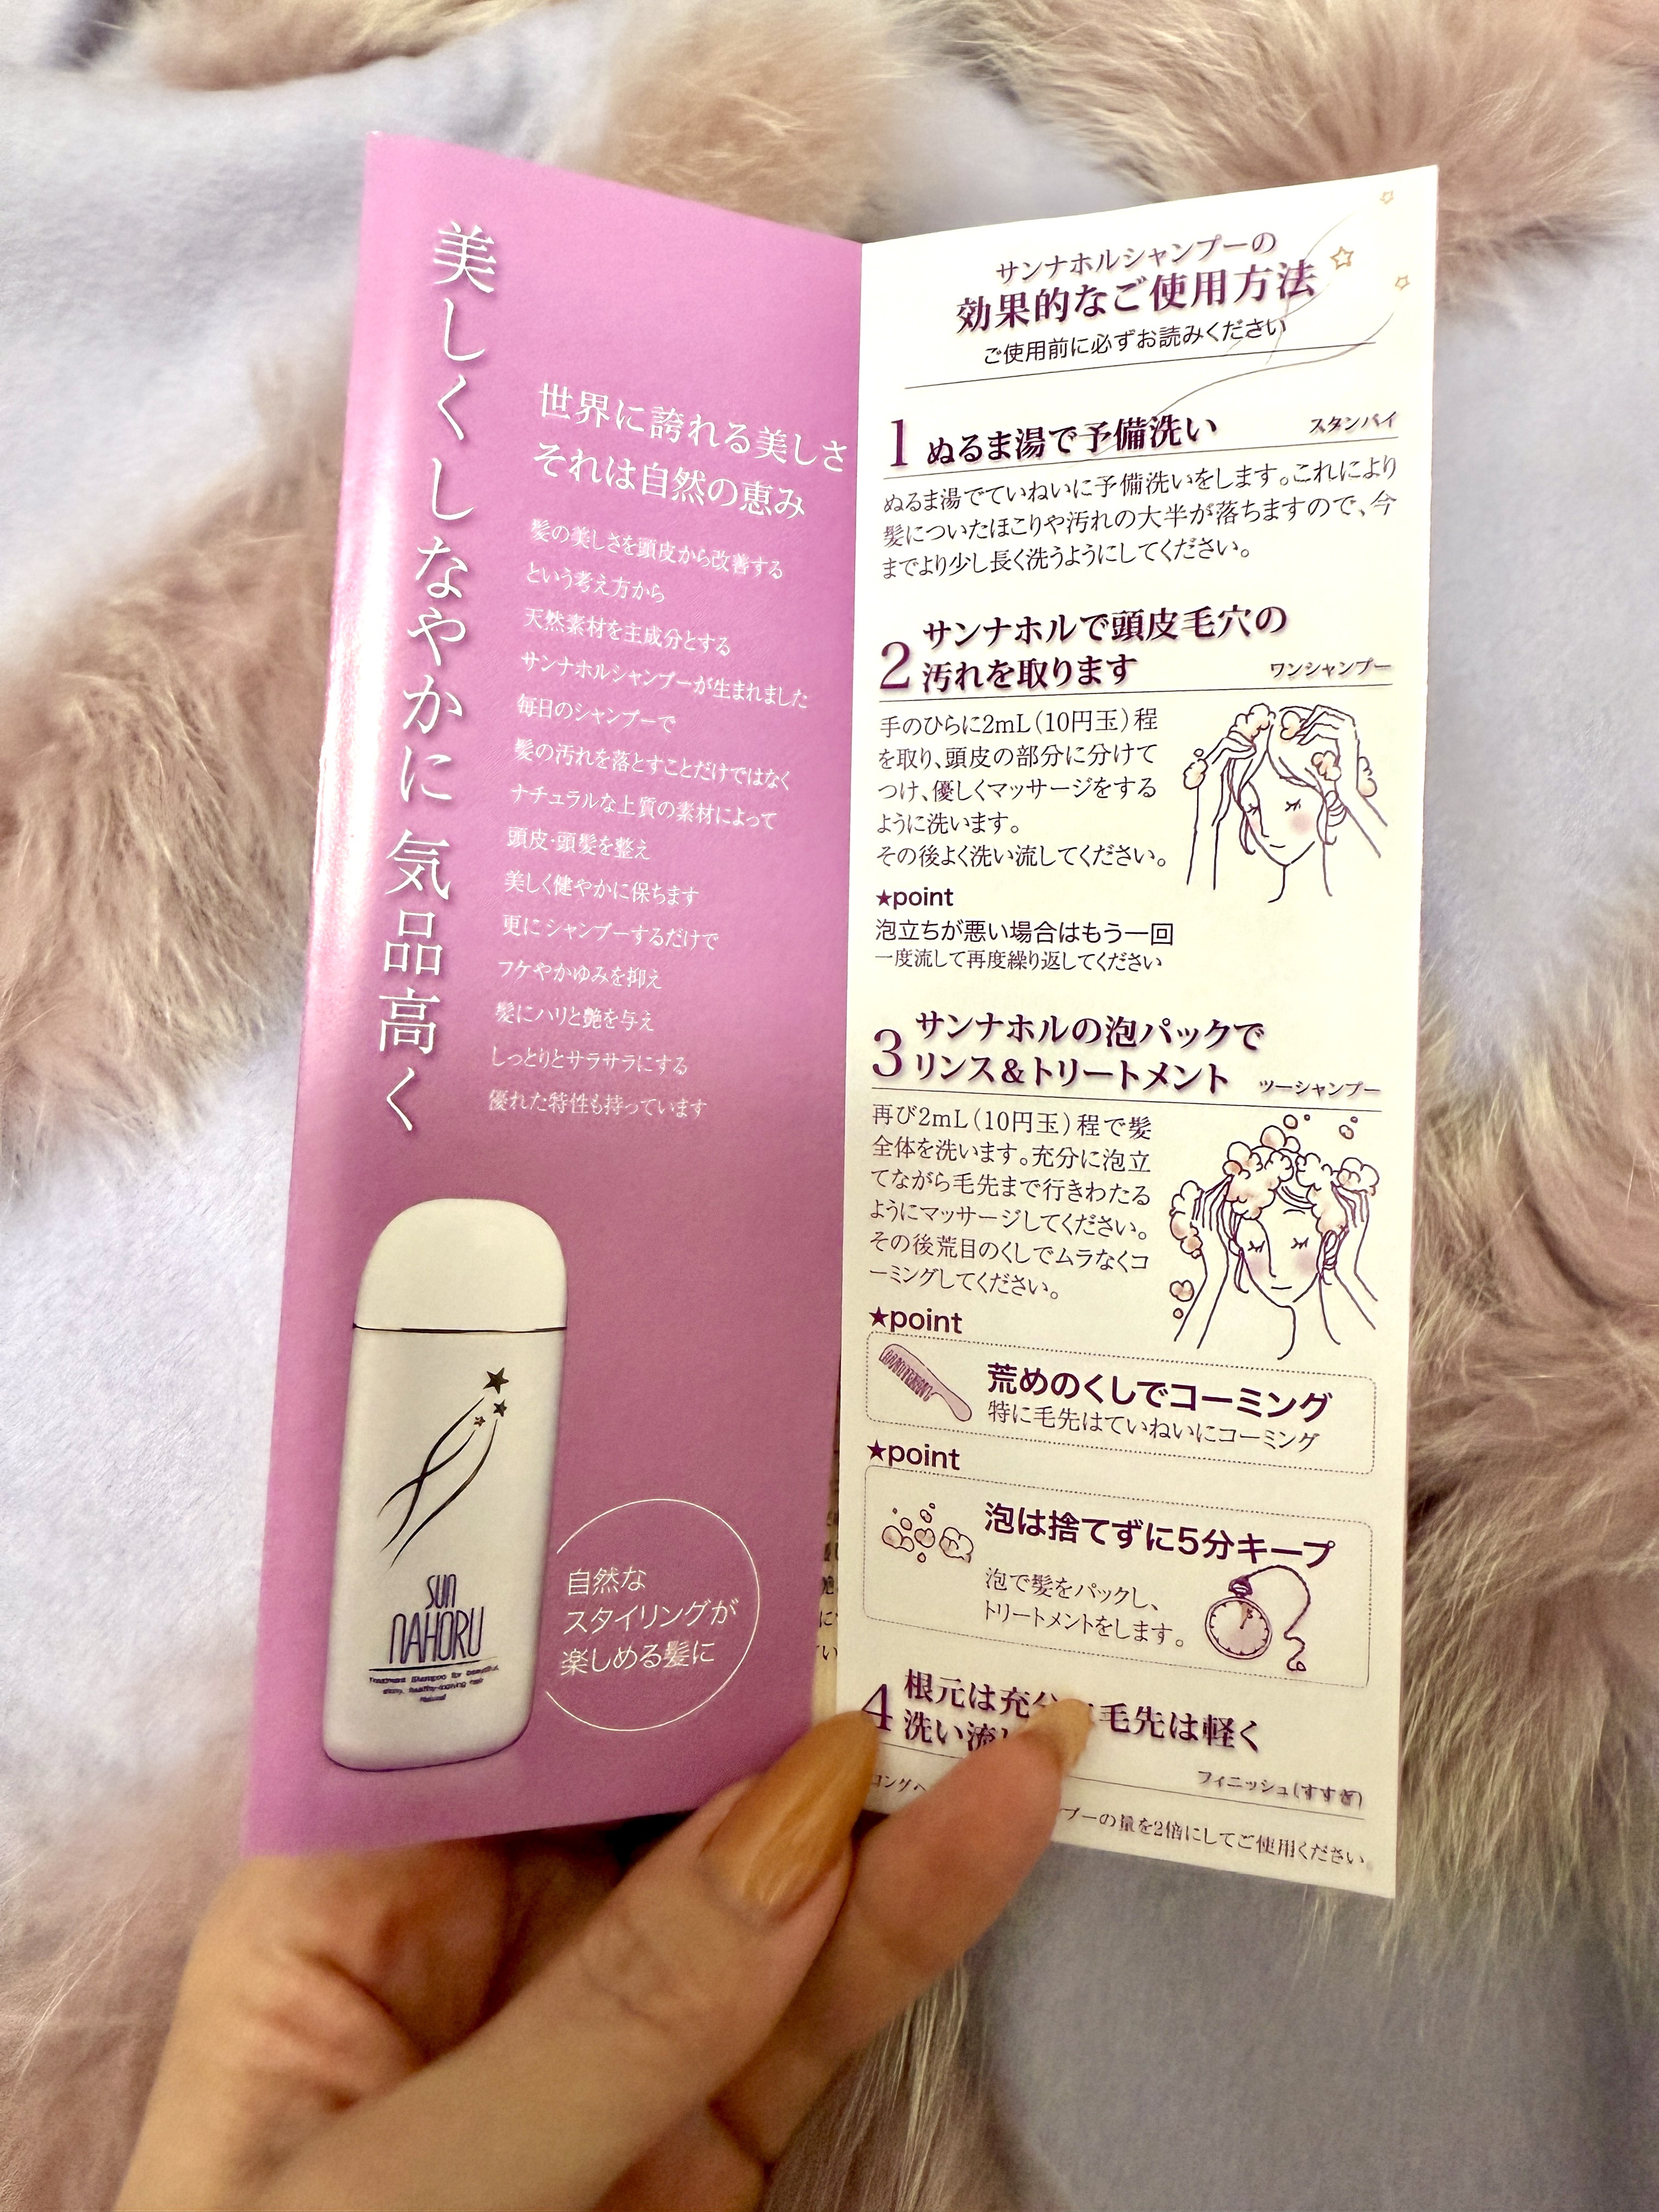 美しくしなやかに 気品高く
世界に誇れる美しさ
それは自然の恵み
髪の美しさを頭皮から改善する
という考え方から
天然素材を主成分とする
サンナホルシャンプーが生まれました
毎日のシャンプーで
髪の汚れを落とすことだけではなく
ナチュラルな上質の素材によって
頭皮・頭髪を整え
美しく健やかに保ちます
更にシャンプーするだけで
フケやかゆみを抑え
髪にハリと艶を与え
しっとりとサラサラにする
優れた特性も持っています
sun
NAHORU
Treatment Shampoo for beautiful,
shiny, healthy-looking hair
Natural
自然な
スタイリングが
楽しめる髪に
サンナホルシャンプーの
効果的なご使用方法
ご使用前に必ずお読みください
1 ぬるま湯で予備洗い スタンバイ
ぬるま湯でていねいに予備洗いをします。これにより
髪についたほこりや汚れの大半が落ちますので、今
までより少し長く洗うようにしてください。
2 サンナホルで頭皮毛穴の
汚れを取ります ワンシャンプー
手のひらに2mL(10円玉)程
を取り、頭皮の部分に分けて
つけ、優しくマッサージをする
ように洗います。
その後よく洗い流してください。
★point
泡立ちが悪い場合はもう一回
一度流して再度繰り返してください
3 サンナホルの泡パックで
リンス&トリートメント ツーシャンプー
再び2mL(10円玉)程で髪
全体を洗います。充分に泡立
てながら毛先まで行きわたる
ようにマッサージしてください。
その後荒目のくしでムラなくコ
ーミングしてください。
★point
荒めのくしでコーミング
特に毛先はていねいにコーミング
★point
泡は捨てずに5分キープ
泡で髪をパックし、
トリートメントをします。
4 根元は充 毛先は軽く
洗い流
フィニッシュ(すすぎ)
ロングヘ プーの量を2倍にしてご使用ください。